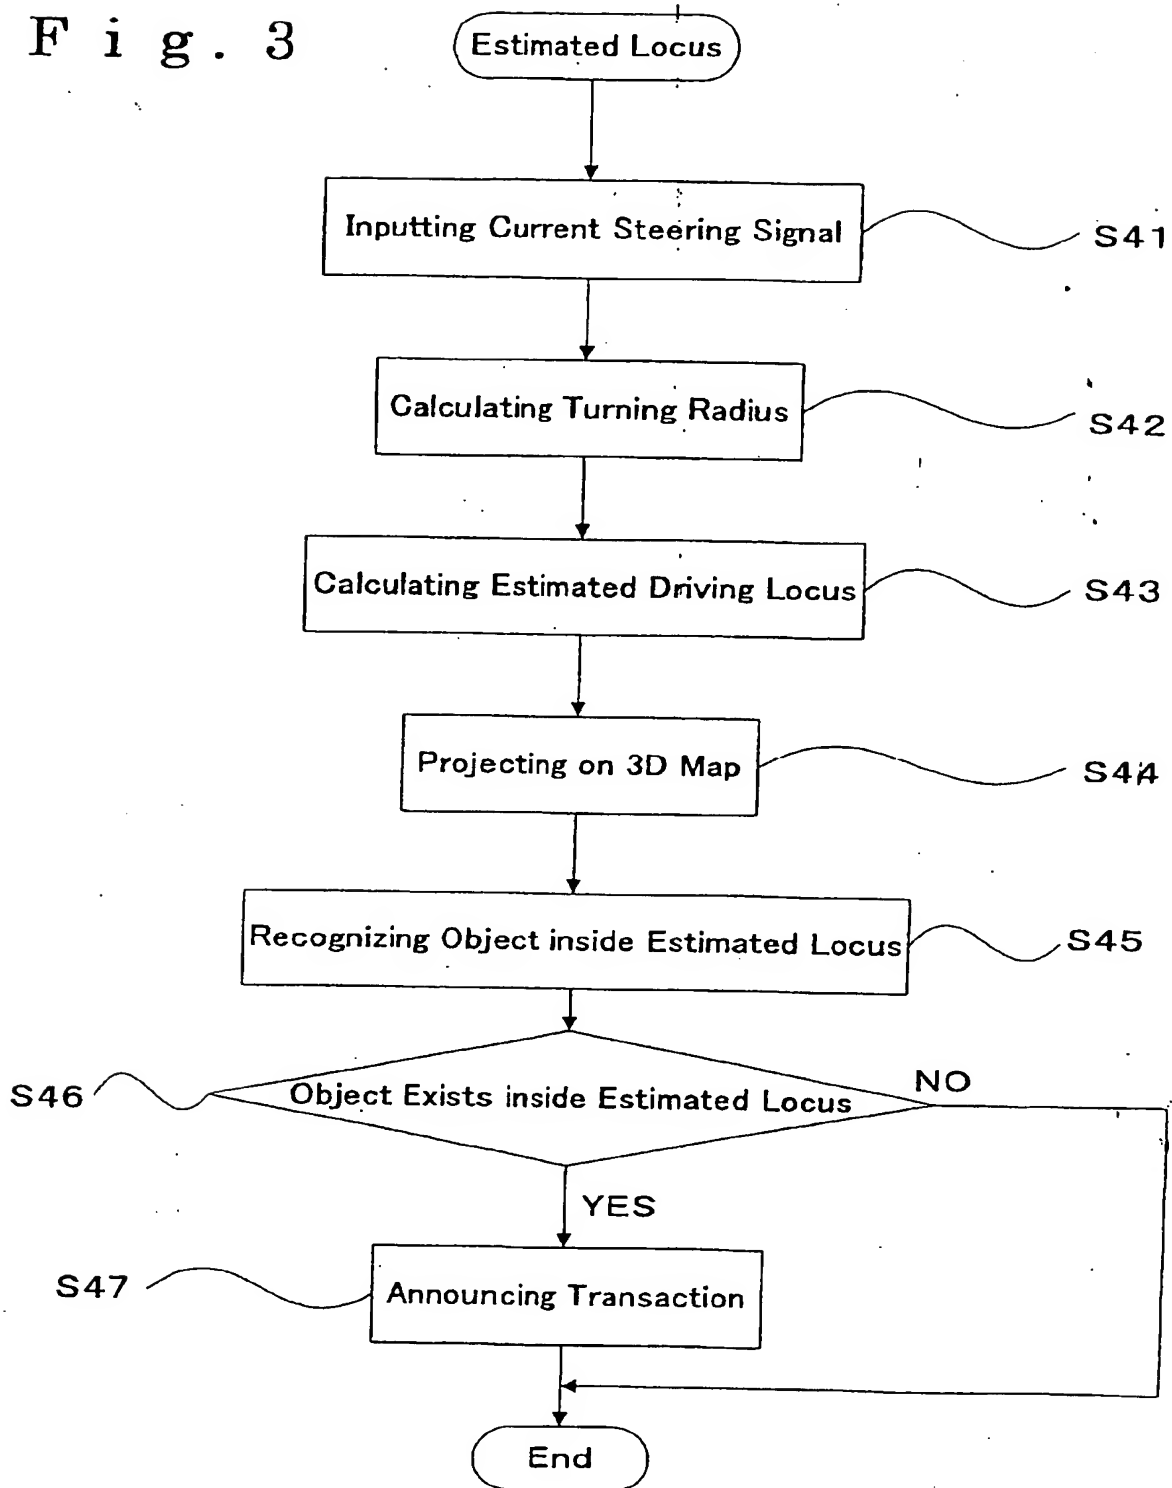 Fig. 3
Estimated Locus
Inputting Current Steering Signal
S41
Calculating Turning Radius
S42
Calculating Estimated Driving Locus
S43
Projecting on 3D Map
S44
Recognizing Object inside Estimated Locus
S45
S46
Object Exists inside Estimated Locus
NO
YES
S47
Announcing Transaction
End